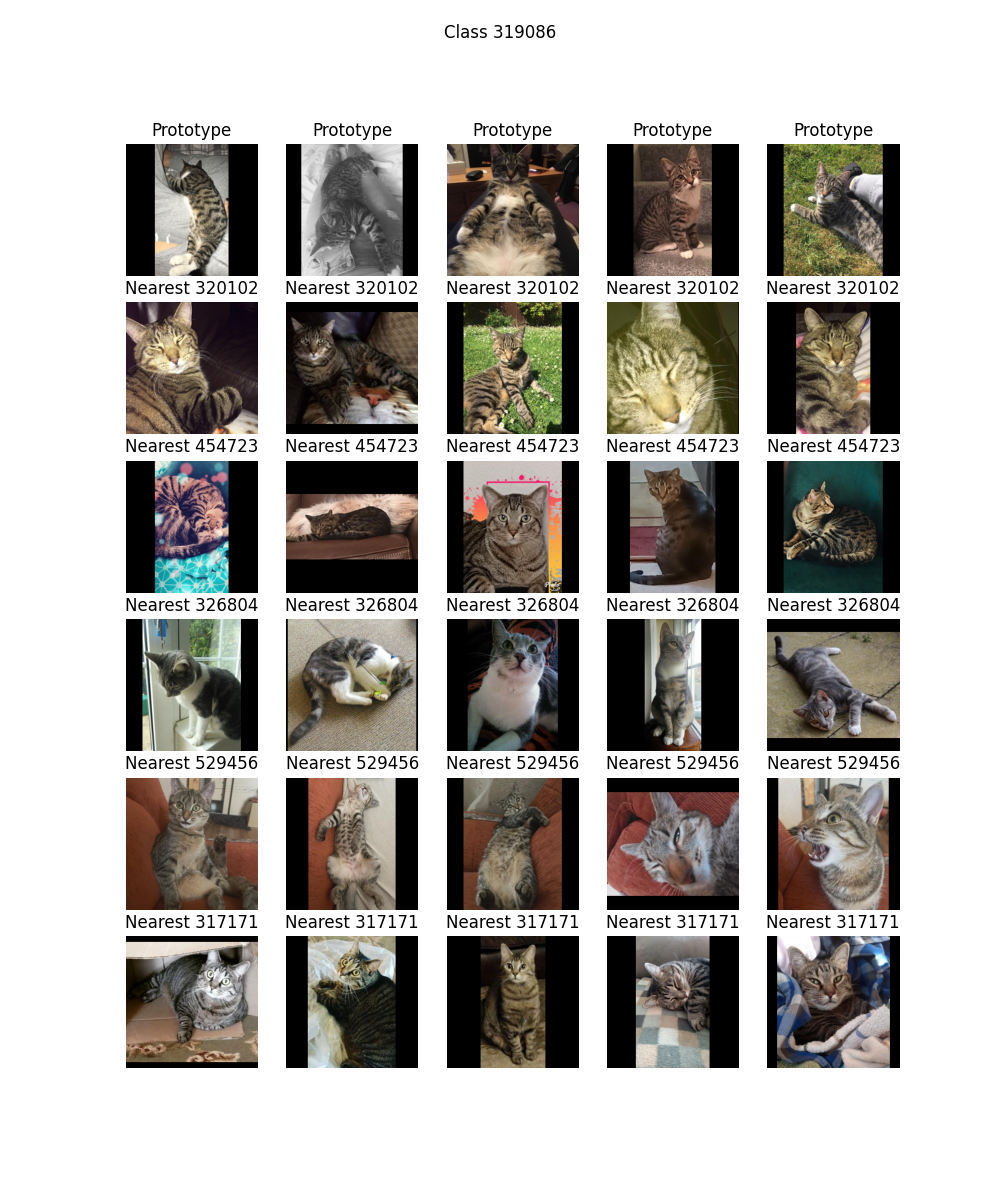 Class 319086
Prototype Prototype Prototype Prototype Prototype
Nearest 320102 Nearest 320102 Nearest 320102 Nearest 320102 Nearest 320102
Nearest 454723 Nearest 454723 Nearest 454723 Nearest 454723 Nearest 454723
Nearest 326804 Nearest 326804 Nearest 326804 Nearest 326804 Nearest 326804
Nearest 529456 Nearest 529456 Nearest 529456 Nearest 529456 Nearest 529456
Nearest 317171 Nearest 317171 Nearest 317171 Nearest 317171 Nearest 317171